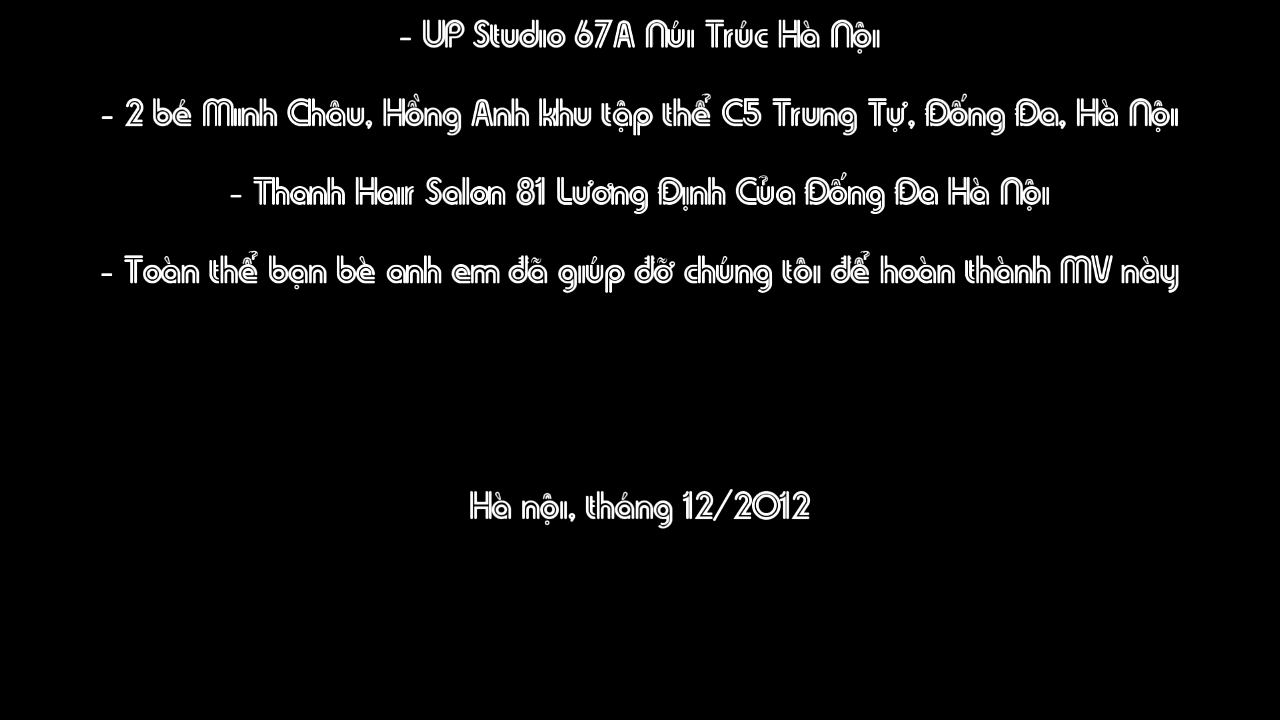 - UP Studio 67A Núi Trúc Hà Nội
- 2 bé Minh Châu, Hồng Anh khu tập thể C5 Trung Tự, Đống Đa, Hà Nội
- Thanh Hair Salon 81 Lương Định Của Đống Đa Hà Nội
- Toàn thể bạn bè anh em đã giúp đỡ chúng tôi để hoàn thành MV này
Hà nội, tháng 12/2012